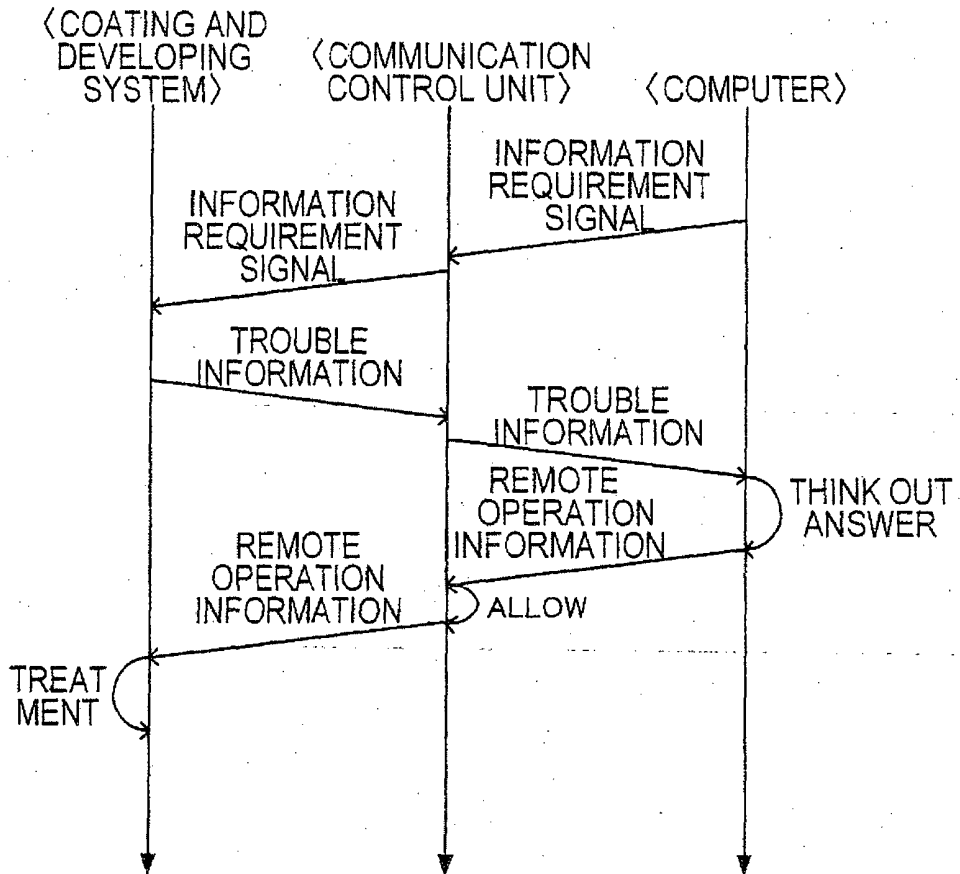 〈COATING AND
DEVELOPING
SYSTEM〉
〈COMMUNICATION
CONTROL UNIT〉
〈COMPUTER〉
INFORMATION
REQUIREMENT
SIGNAL
INFORMATION
REQUIREMENT
SIGNAL
TROUBLE
INFORMATION
TROUBLE
INFORMATION
THINK OUT
ANSWER
REMOTE
OPERATION
INFORMATION
ALLOW
REMOTE
OPERATION
INFORMATION
TREAT
MENT